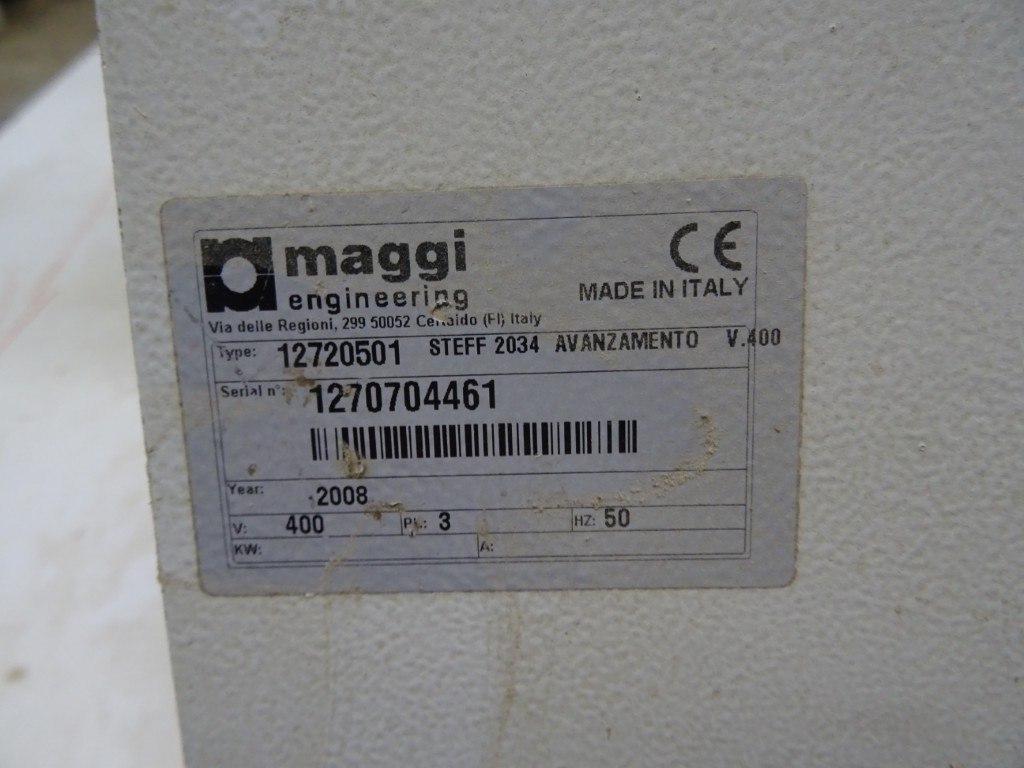 maggi
engineering
CE
MADE IN ITALY
Via delle Regioni, 299 50052 Certaldo (FI) Italy
Type: 12720501 STEFF 2034 AVANZAMENTO V.400
Serial n°: 1270704461
Year: 2008
V: 400 PH.: 3 HZ: 50
KW: A: